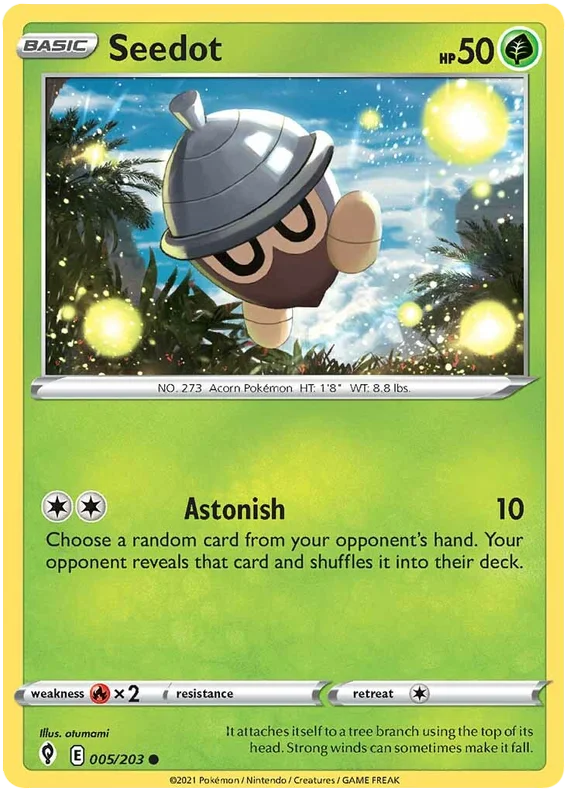 BASIC Seedot HP 50
NO. 273 Acorn Pokémon HT: 1'8" WT: 8.8 lbs.
Astonish 10
Choose a random card from your opponent's hand. Your
opponent reveals that card and shuffles it into their deck.
weakness ×2 resistance retreat
Illus. otumami
It attaches itself to a tree branch using the top of its
head. Strong winds can sometimes make it fall.
E 005/203
©2021 Pokémon / Nintendo / Creatures / GAME FREAK